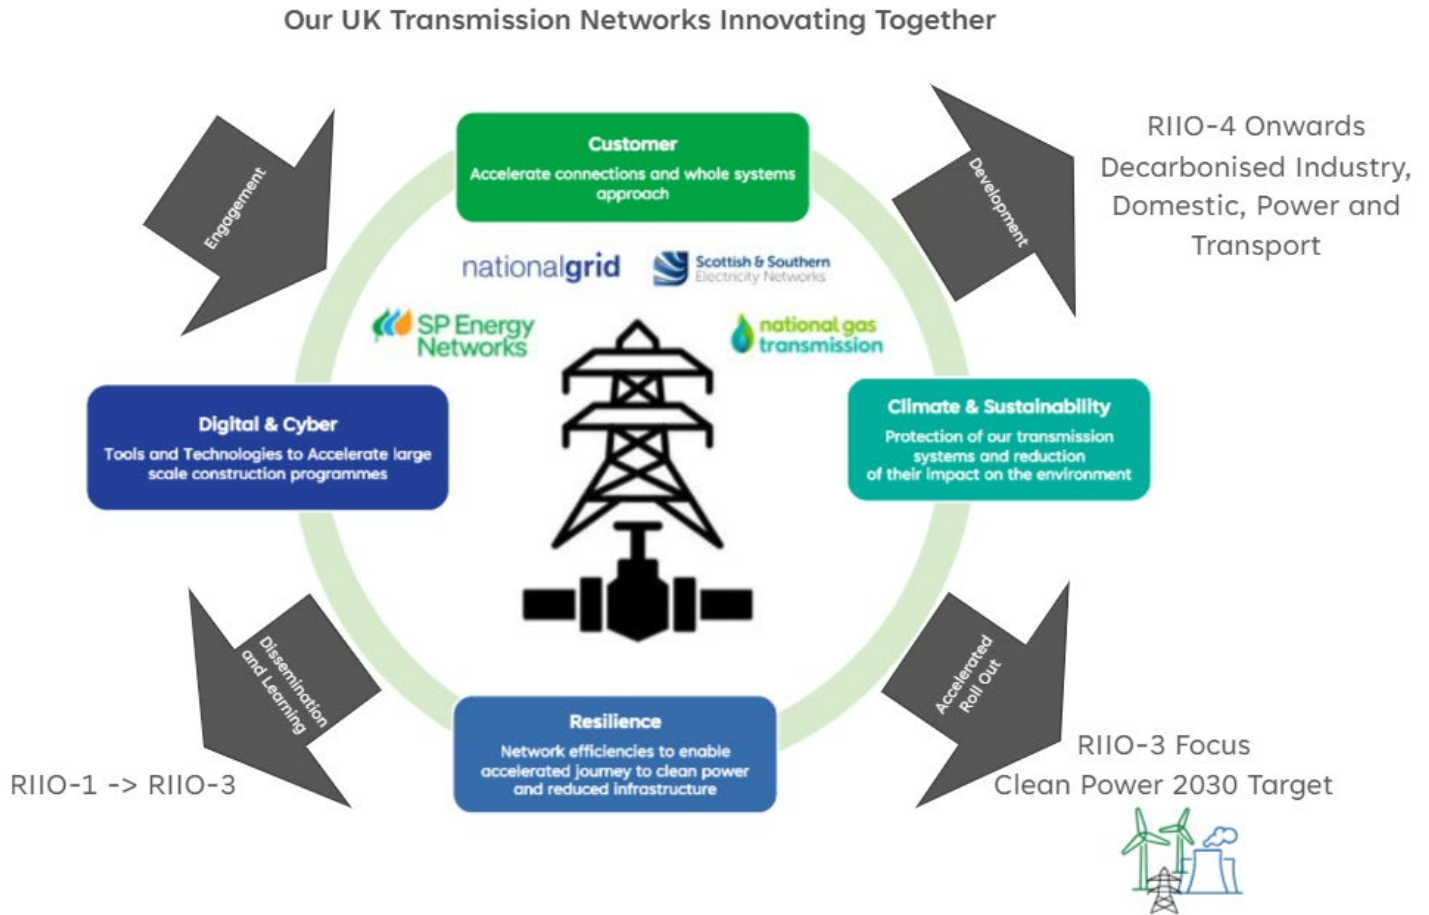 Our UK Transmission Networks Innovating Together
Engagement
Customer
Accelerate connections and whole systems
approach
Development
RIIO-4 Onwards
Decarbonised Industry,
Domestic, Power and
Transport
nationalgrid
Scottish & Southern
Electricity Networks
SP Energy
Networks
national gas
transmission
Digital & Cyber
Tools and Technologies to Accelerate large
scale construction programmes
Climate & Sustainability
Protection of our transmission
systems and reduction
of their impact on the environment
Dissemination
and Learning
RIIO-1 -> RIIO-3
Resilience
Network efficiencies to enable
accelerated journey to clean power
and reduced infrastructure
Accelerated
Roll Out
RIIO-3 Focus
Clean Power 2030 Target